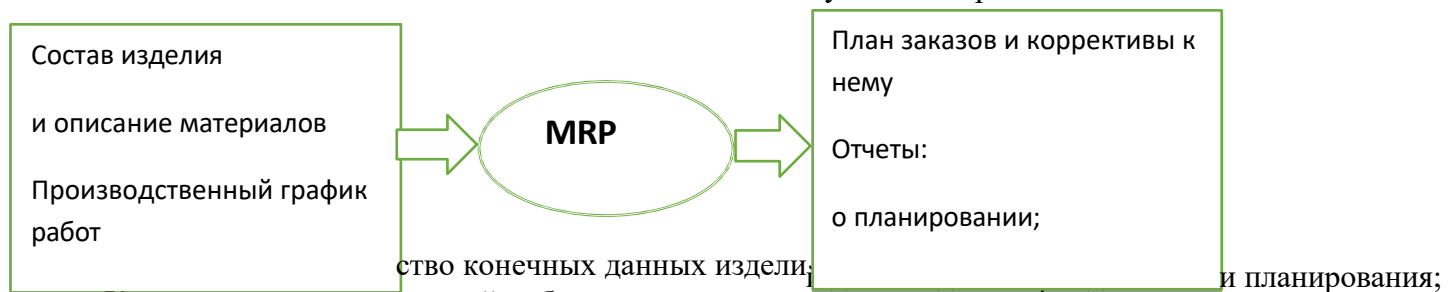 Состав изделия
и описание материалов
Производственный график
работ
MRP
План заказов и коррективы к
нему
Отчеты:
о планировании;
ство конечных данных издели
и планирования;